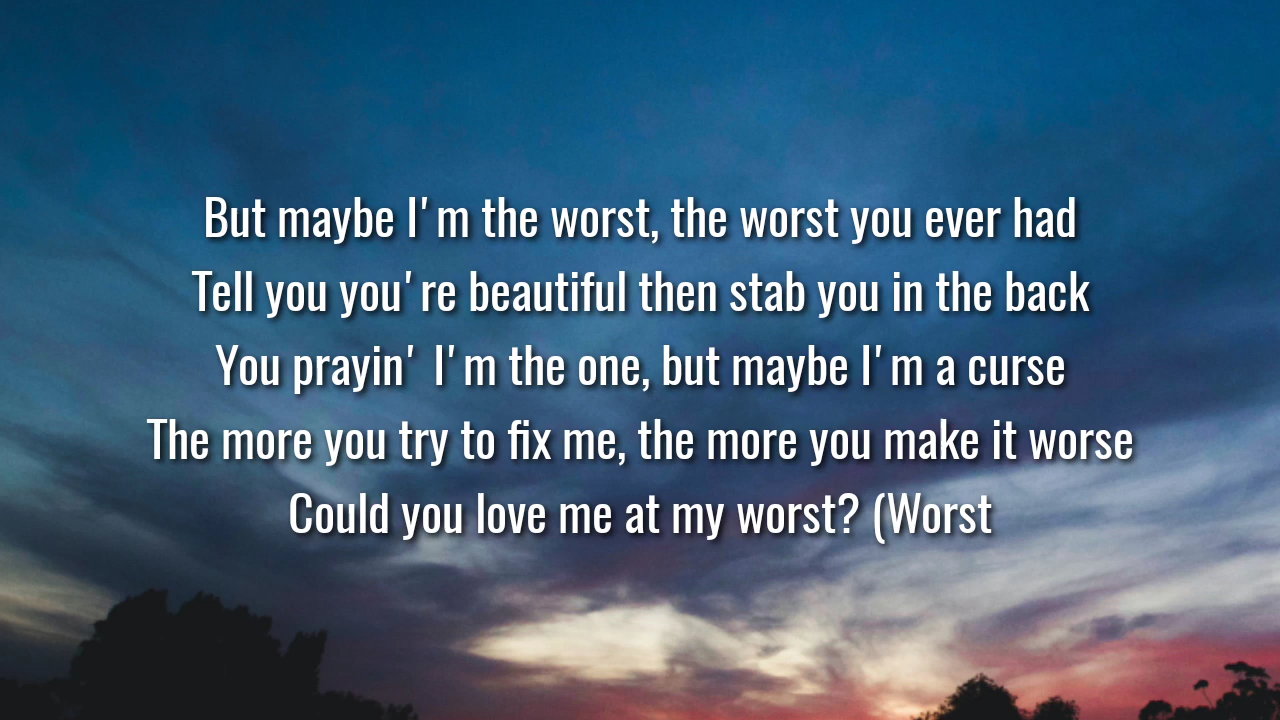 But maybe I'm the worst, the worst you ever had
Tell you you're beautiful then stab you in the back
You prayin' I'm the one, but maybe I'm a curse
The more you try to fix me, the more you make it worse
Could you love me at my worst? (Worst